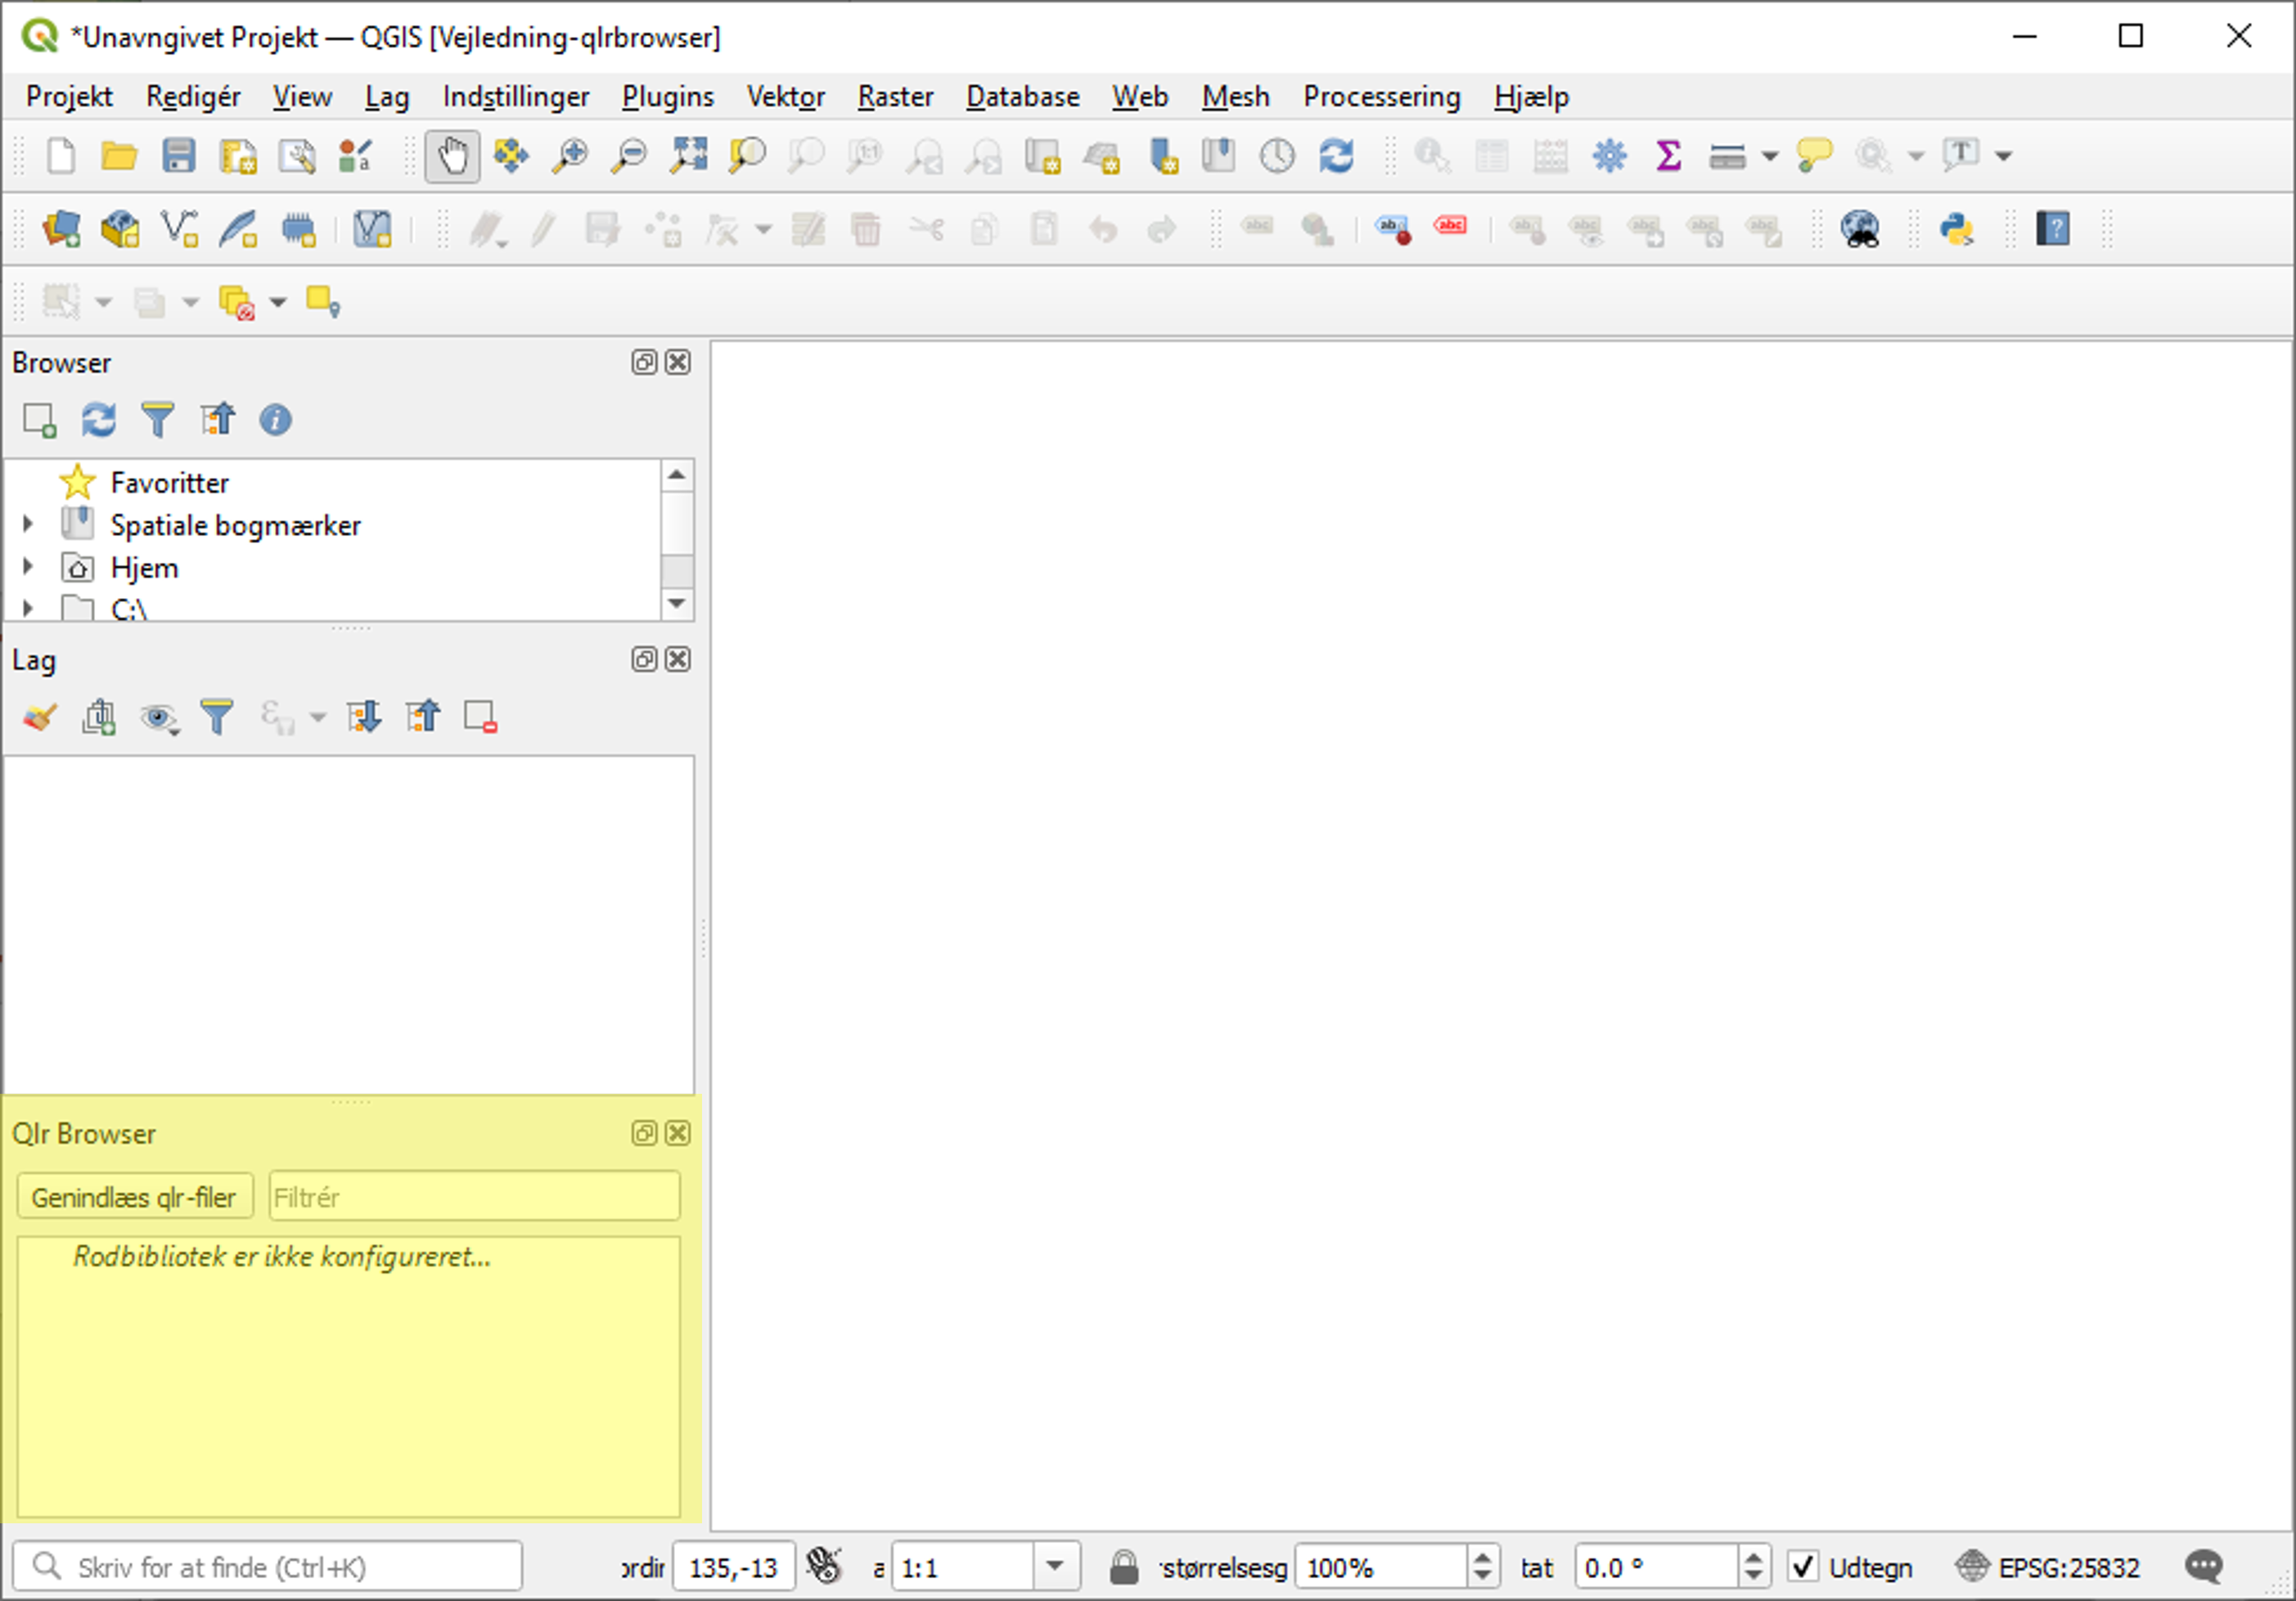 *Unavngivet Projekt — QGIS [Vejledning-qlrbrowser]
Projekt Redigér View Lag Indstillinger Plugins Vektor Raster Database Web Mesh Processering Hjælp
Browser
Favoritter
Spatiale bogmærker
Hjem
C:\
Lag
Qlr Browser
Genindlæs qlr-filer Filtrér
Rodbibliotek er ikke konfigureret...
Skriv for at finde (Ctrl+K) ordir 135,-13 a 1:1 størrelsesg 100% tat 0.0 ° Udtegn EPSG:25832